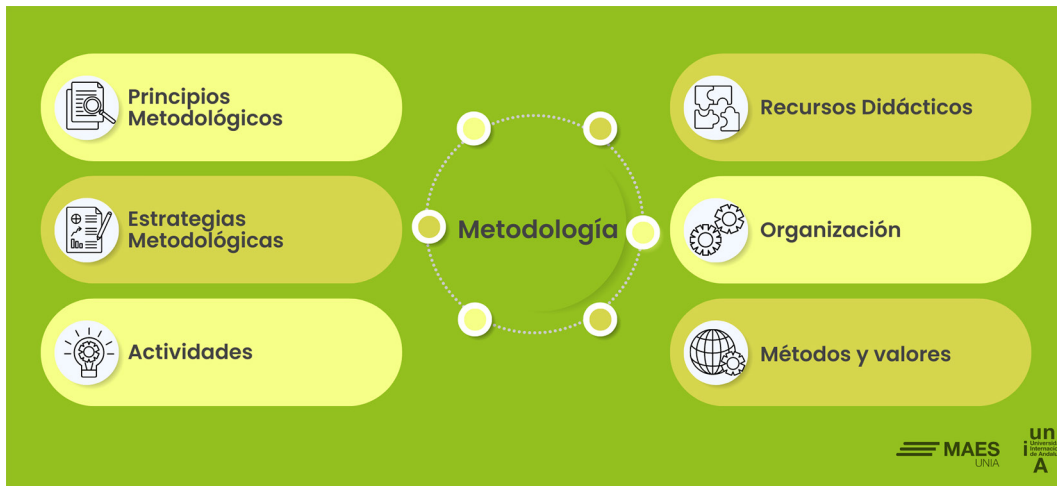 Principios
Metodológicos
Estrategias
Metodológicas
Actividades
Metodología
Recursos Didácticos
Organización
Métodos y valores
MAES
UNIA
un
i
A